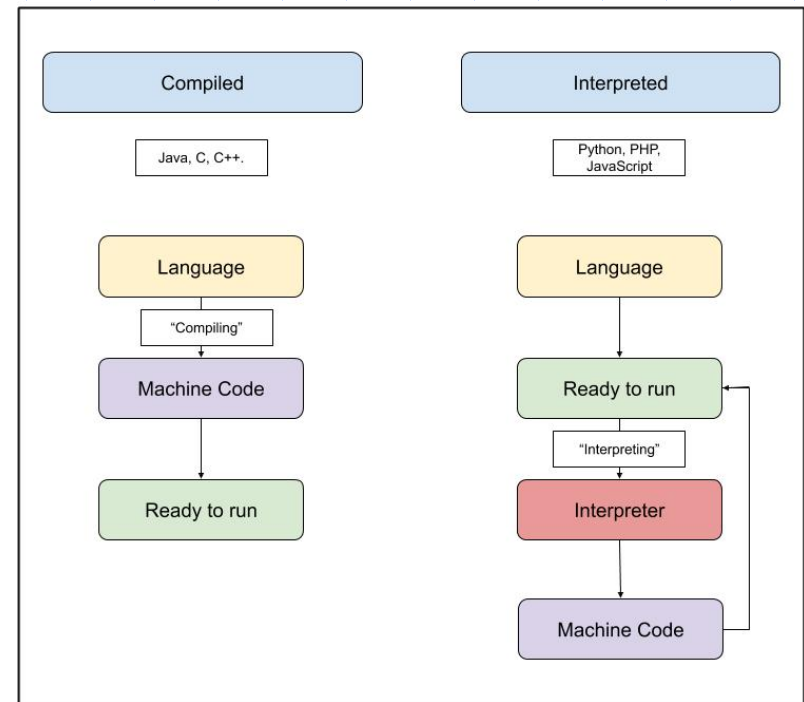 Compiled
Java, C, C++.
Language
“Compiling”
Machine Code
Ready to run
Interpreted
Python, PHP,
JavaScript
Language
Ready to run
“Interpreting”
Interpreter
Machine Code